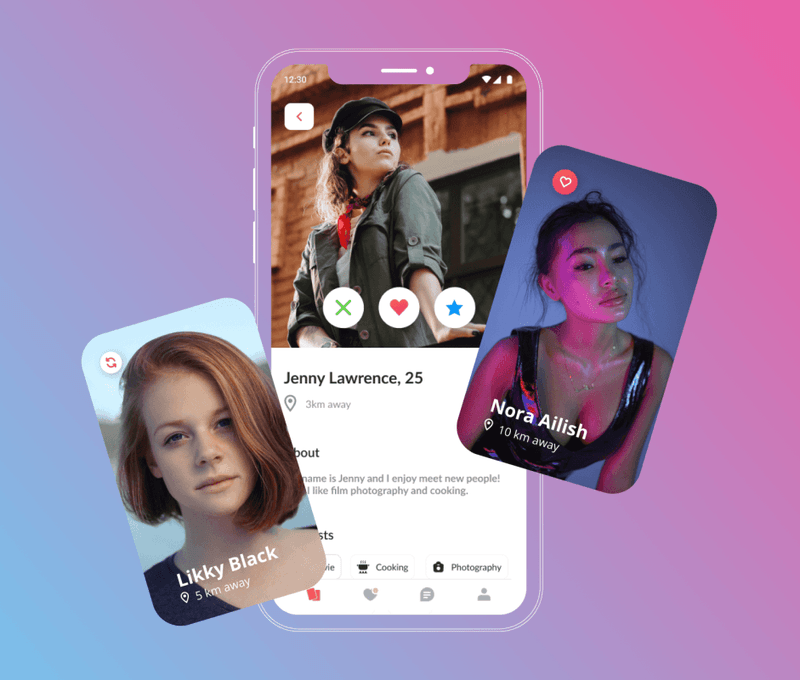 12:30
Jenny Lawrence, 25
3km away
bout
name is Jenny and I enjoy meet new people!
l like film photography and cooking.
sts
vie
Cooking
Photography
Nora Ailish
10 km away
Likky Black
5 km away